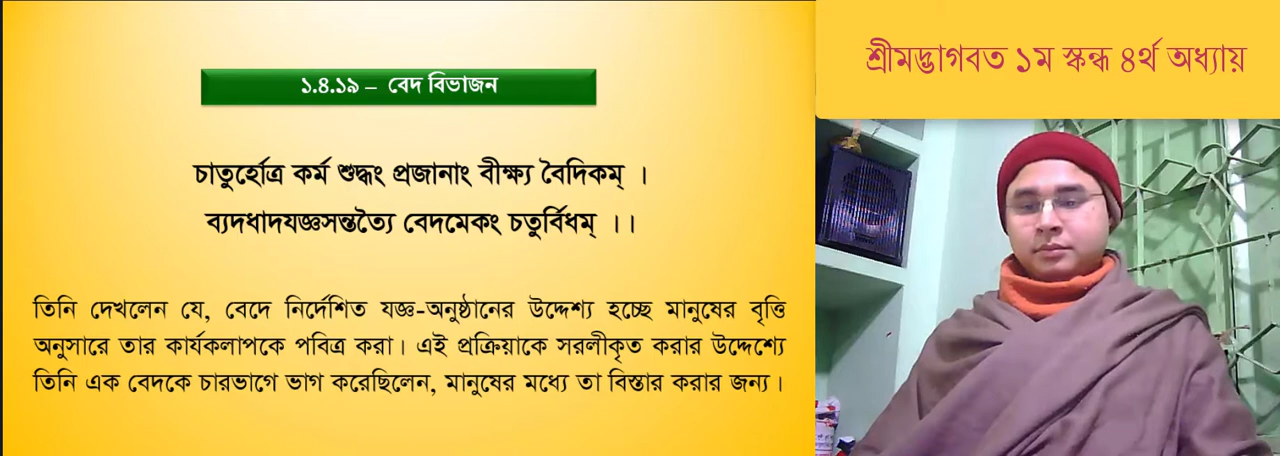 শ্রীমদ্ভাগবত ১ম স্কন্ধ ৪র্থ অধ্যায়
১.৪.১৯ – বেদ বিভাজন
চাতুর্হোত্র কর্ম শুদ্ধং প্রজানাং বীক্ষ্য বৈদিকম্ ।
ব্যদধাদযজ্ঞসন্তত্যৈ বেদমেকং চতুর্বিধম্ ।।
তিনি দেখলেন যে, বেদে নির্দেশিত যজ্ঞ-অনুষ্ঠানের উদ্দেশ্য হচ্ছে মানুষের বৃত্তি
অনুসারে তার কার্যকলাপকে পবিত্র করা। এই প্রক্রিয়াকে সরলীকৃত করার উদ্দেশ্যে
তিনি এক বেদকে চারভাগে ভাগ করেছিলেন, মানুষের মধ্যে তা বিস্তার করার জন্য।